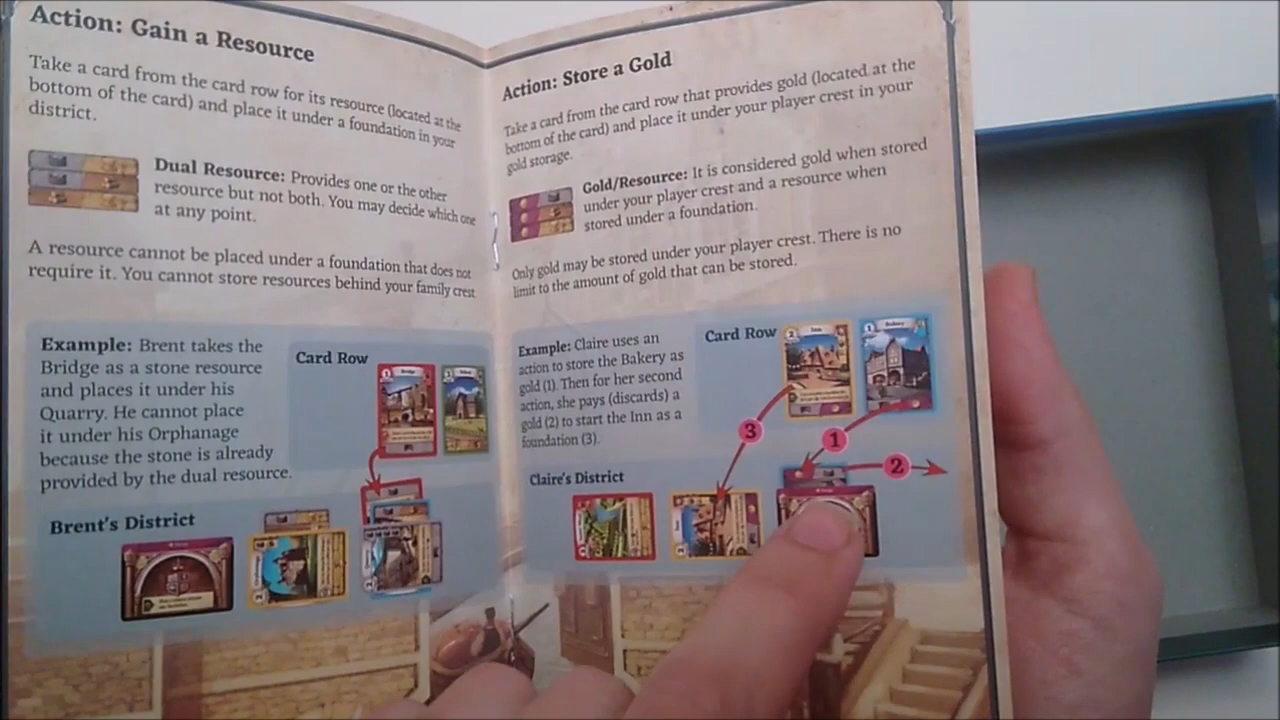 Action: Gain a Resource
Take a card from the card row for its resource (located at the
bottom of the card) and place it under a foundation in your
district.
Dual Resource: Provides one or the other
resource but not both. You may decide which one
at any point.
A resource cannot be placed under a foundation that does not
require it. You cannot store resources behind your family crest
Example: Brent takes the
Bridge as a stone resource
and places it under his
Quarry. He cannot place
it under his Orphanage
because the stone is already
provided by the dual resource.
Card Row
1 Bridge
Brent's District
Action: Store a Gold
Take a card from the card row that provides gold (located at the
bottom of the card) and place it under your player crest in your
gold storage.
Gold/Resource: It is considered gold when stored
under your player crest and a resource when
stored under a foundation.
Only gold may be stored under your player crest. There is no
limit to the amount of gold that can be stored.
Example: Claire uses an
action to store the Bakery as
gold (1). Then for her second
action, she pays (discards) a
gold (2) to start the Inn as a
foundation (3).
Card Row
2 Inn
1 Bakery
3
1
2
Claire's District